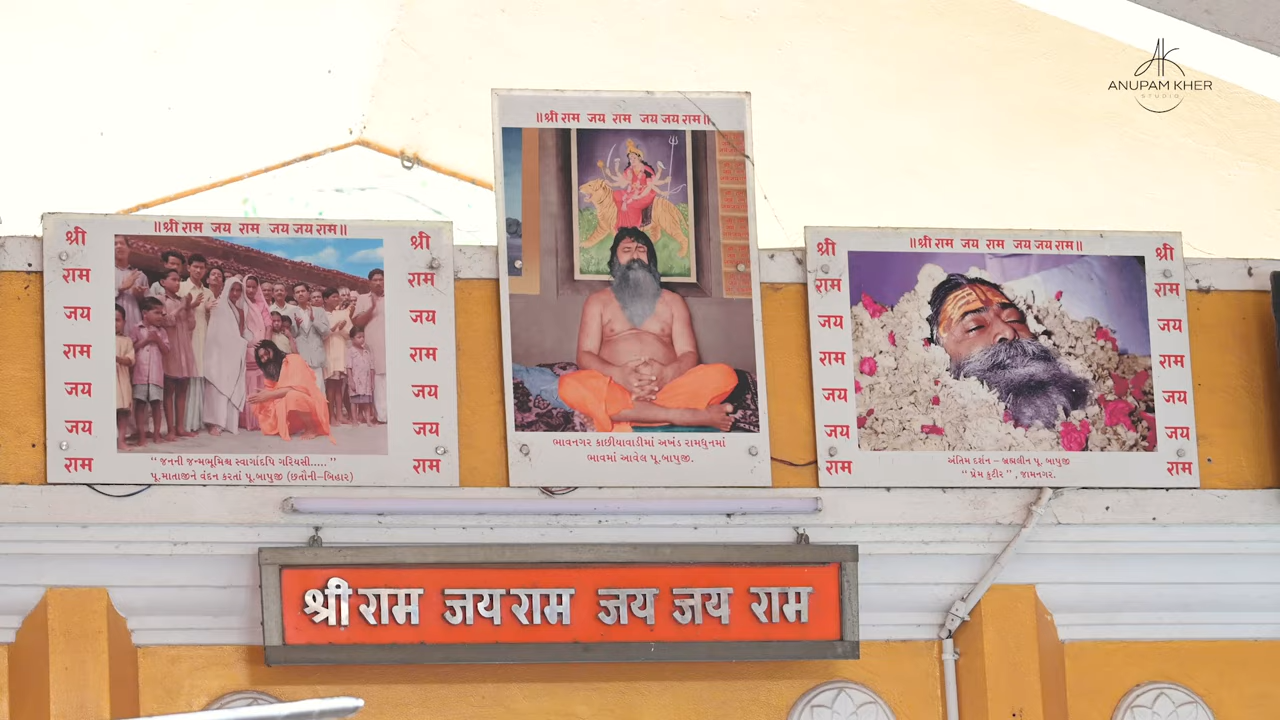 ANUPAM KHER
STUDIO
॥श्री राम जय राम जय जय राम॥
श्री
राम
जय
राम
जय
जय
राम
श्री
राम
जय
राम
जय
जय
राम
“ જનની જન્મભૂમિશ્ચ સ્વાર્ગાદપિ ગરિયસી..... ”
પૂ.માતાજીને વંદન કરતાં પૂ.બાપુજી (છતૌની-બિહાર)
॥श्री राम जय राम जय जय राम॥
ભાવનગર કાછીયાવાડીમાં અખંડ રામધુનમાં
ભાવમાં આવેલ પૂ.બાપુજી.
॥श्री राम जय राम जय जय राम॥
श्री
राम
जय
राम
जय
जय
राम
श्री
राम
जय
राम
जय
जय
राम
અંતિમ દર્શન – બ્રહ્મલીન પૂ. બાપુજી
“ પ્રેમ કુટીર ” , જામનગર.
श्री राम जय राम जय जय राम